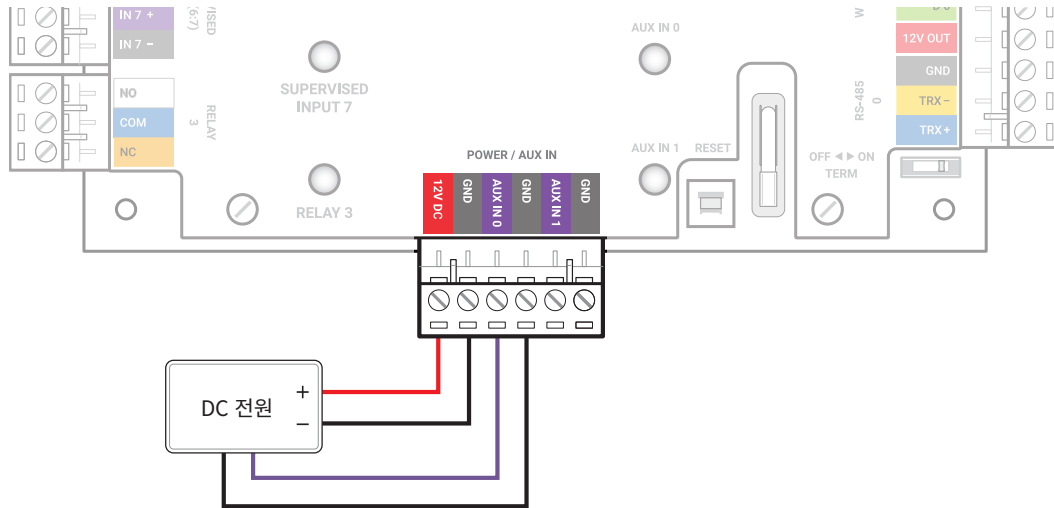 IN 7 +
IN 7 −
(6:7)
NO
COM
NC
RELAY
3
SUPERVISED
INPUT 7
RELAY 3
AUX IN 0
AUX IN 1
RESET
POWER / AUX IN
12V DC
GND
AUX IN 0
GND
AUX IN 1
GND
OFF ◄ ► ON
TERM
W
12V OUT
GND
TRX −
TRX +
RS-485
0
DC 전원
+
−